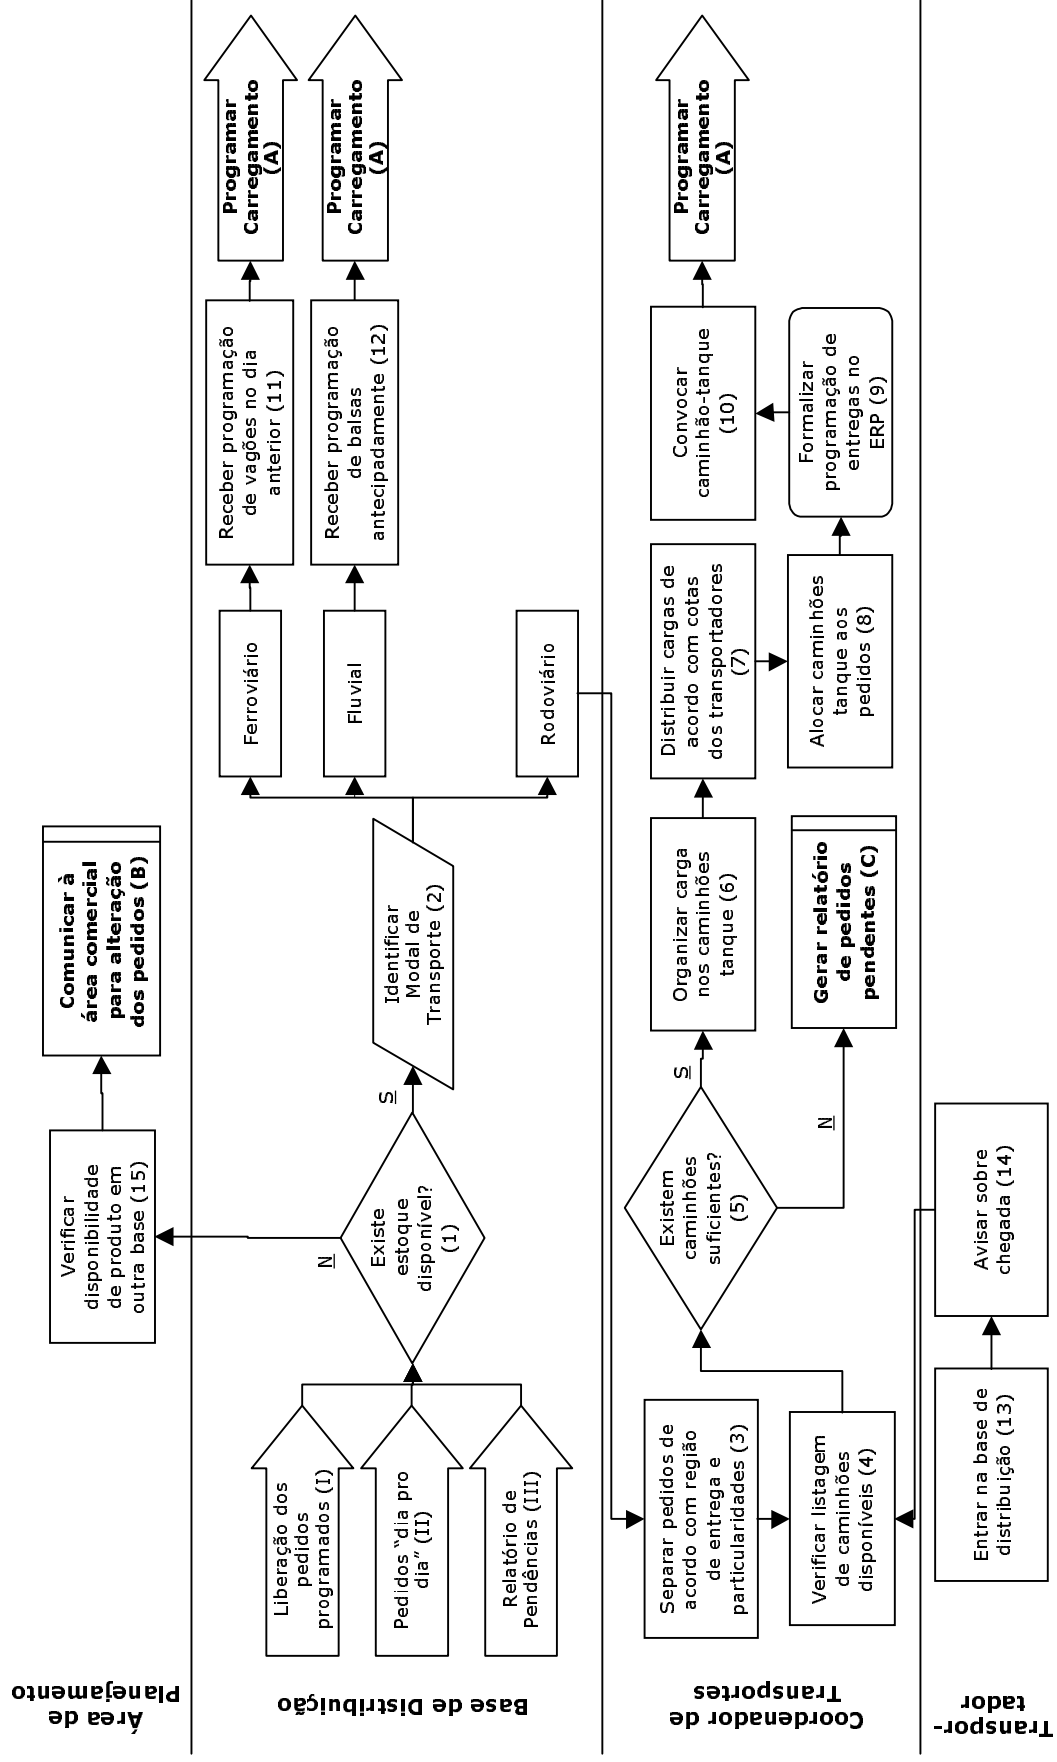 Área de
Planejamento
Verificar
disponibilidade
de produto em
outra base (15)
Comunicar à
área comercial
para alteração
dos pedidos (B)
Base de Distribuição
Liberação dos
pedidos
programados (I)
Pedidos “dia pro
dia” (II)
Relatório de
Pendências (III)
Existe
estoque
disponível?
(1)
N
S
Identificar
Modal de
Transporte (2)
Ferroviário
Fluvial
Rodoviário
Receber programação
de vagões no dia
anterior (11)
Receber programação
de balsas
antecipadamente (12)
Programar
Carregamento
(A)
Programar
Carregamento
(A)
Coordenador de
Transportes
Separar pedidos de
acordo com região
de entrega e
particularidades (3)
Verificar listagem
de caminhões
disponíveis (4)
Existem
caminhões
suficientes?
(5)
S
N
Organizar carga
nos caminhões
tanque (6)
Gerar relatório
de pedidos
pendentes (C)
Distribuir cargas de
acordo com cotas
dos transportadores
(7)
Alocar caminhões
tanque aos
pedidos (8)
Formalizar
programação de
entregas no
ERP (9)
Convocar
caminhão-tanque
(10)
Programar
Carregamento
(A)
Transpor-
tador
Entrar na base de
distribuição (13)
Avisar sobre
chegada (14)